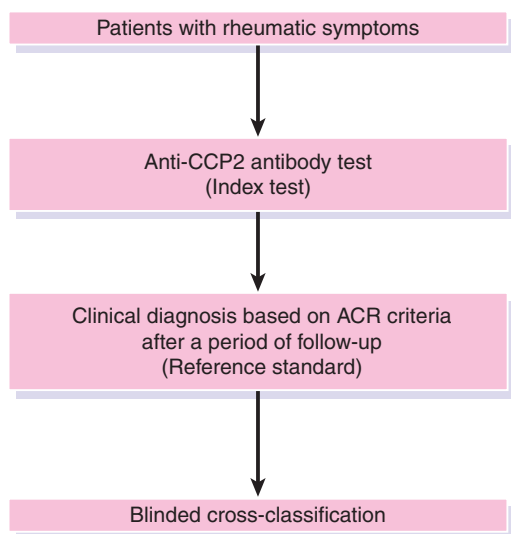 Patients with rheumatic symptoms
Anti-CCP2 antibody test
(Index test)
Clinical diagnosis based on ACR criteria
after a period of follow-up
(Reference standard)
Blinded cross-classification